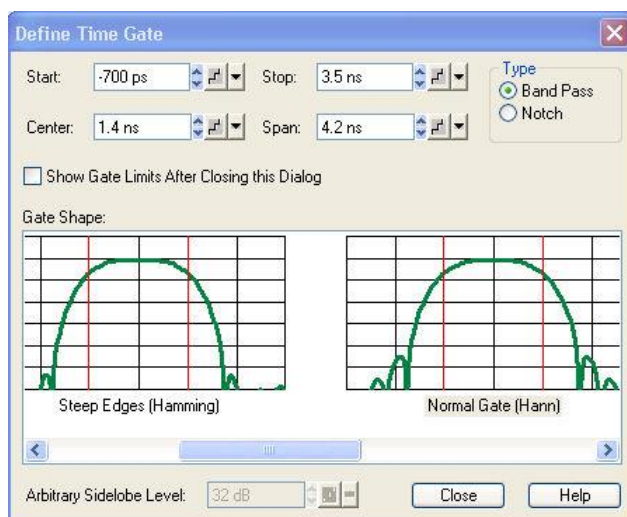 Define Time Gate
Start: -700 ps Stop: 3.5 ns Type
Band Pass
Center: 1.4 ns Span: 4.2 ns Notch
Show Gate Limits After Closing this Dialog
Gate Shape:
Steep Edges (Hamming) Normal Gate (Hann)
Arbitrary Sidelobe Level: 32 dB Close Help